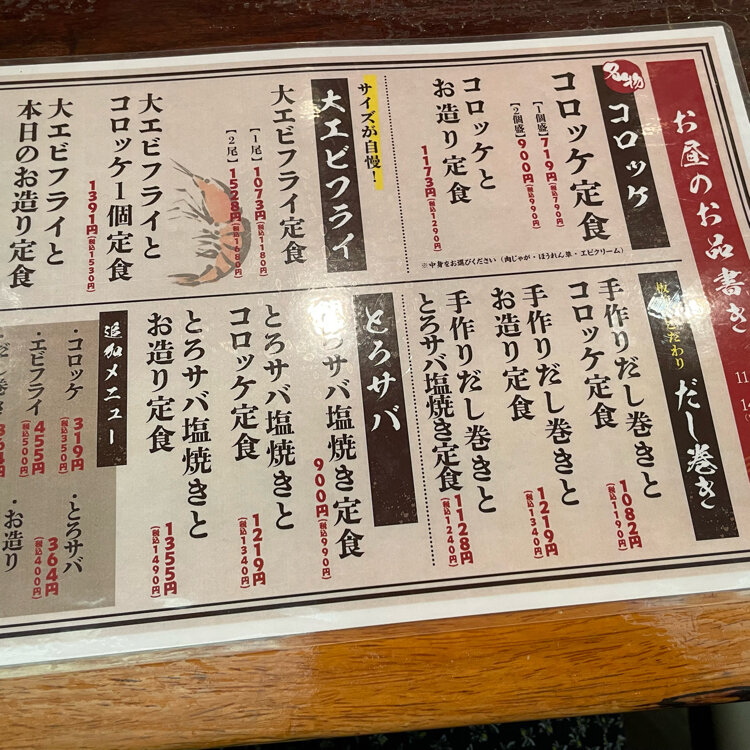 お昼のお品書き
11
14
名物
コロッケ
コロッケ定食
【1個盛】719円(税込790円)
【2個盛】900円(税込990円)
コロッケと
お造り定食
1173円(税込1290円)
※中身をお選びください(肉じゃが・ほうれん草・エビクリーム)
サイズが自慢!
大エビフライ
大エビフライ定食
【1尾】1073円(税込1180円)
【2尾】1528円(税込1680円)
大エビフライと
コロッケ1個定食
1391円(税込1530円)
大エビフライと
本日のお造り定食
だわり
だし巻き
手作りだし巻きと
コロッケ定食
1082円(税込1190円)
手作りだし巻きと
お造り定食
1219円(税込1340円)
手作りだし巻きと
とろサバ塩焼き定食
1128円(税込1240円)
とろサバ
とろサバ塩焼き定食
900円(税込990円)
とろサバ塩焼きと
コロッケ定食
1219円(税込1340円)
とろサバ塩焼きと
お造り定食
1355円(税込1490円)
追加メニュー
・コロッケ 319円(税込350円)
・エビフライ 455円(税込500円)
だし巻き 364円
・とろサバ 364円(税込400円)
・お造り